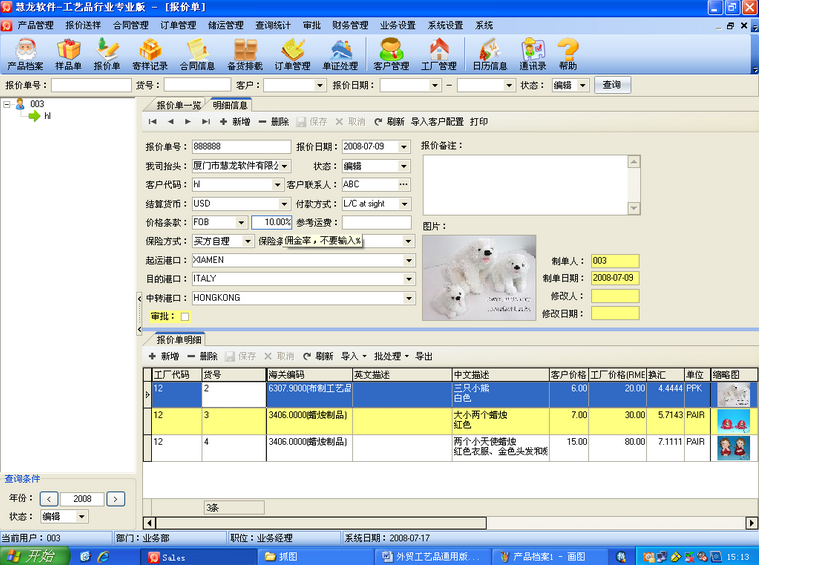 慧龙软件-工艺品行业专业版 - [报价单]
产品管理 报价送样 合同管理 订单管理 储运管理 查询统计 审批 财务管理 业务设置 系统设置 系统
产品档案 样品单 报价单 寄样记录 合同信息 备货排载 订单管理 单证处理 客户管理 工厂管理 日历信息 通讯录 帮助
报价单号： 货号： 客户： 报价日期： － 状态： 编辑 查询
003
hl
报价单一览 明细信息
新增 删除 保存 取消 刷新 导入客户配置 打印
报价单号： 888888 报价日期： 2008-07-09 报价备注：
我司抬头： 厦门市慧龙软件有限公 状态： 编辑
客户代码： hl 客户联系人： ABC
结算货币： USD 付款方式： L/C at sight
价格条款： FOB 10.00% 参考运费：
图片：
保险方式： 买方自理 保险条 佣金率，不要输入%
起运港口： XIAMEN
目的港口： ITALY
中转港口： HONGKONG
审批：
制单人： 003
制单日期： 2008-07-09
修改人：
修改日期：
报价单明细
新增 删除 保存 取消 刷新 导入 批处理 导出
工厂代码 货号 海关编码 英文描述 中文描述 客户价格 工厂价格(RME 换汇 单位 缩略图
12 2 6307.9000(布制工艺品 三只小熊 6.00 20.00 4.4444 PPK
白色
12 3 3406.0000(蜡烛制品) 大小两个蜡烛 7.00 30.00 5.7143 PAIR
红色
12 4 3406.0000(蜡烛制品) 两个小天使蜡烛 15.00 80.00 7.1111 PAIR
红色衣服、金色头发和
3条
查询条件
年份： < 2008 >
状态： 编辑
当前用户：003 部门：业务部 职位：业务经理 系统日期：2008-07-17
开始 Sales 抓图 外贸工艺品通用版... 产品档案1 - 画图 15:13